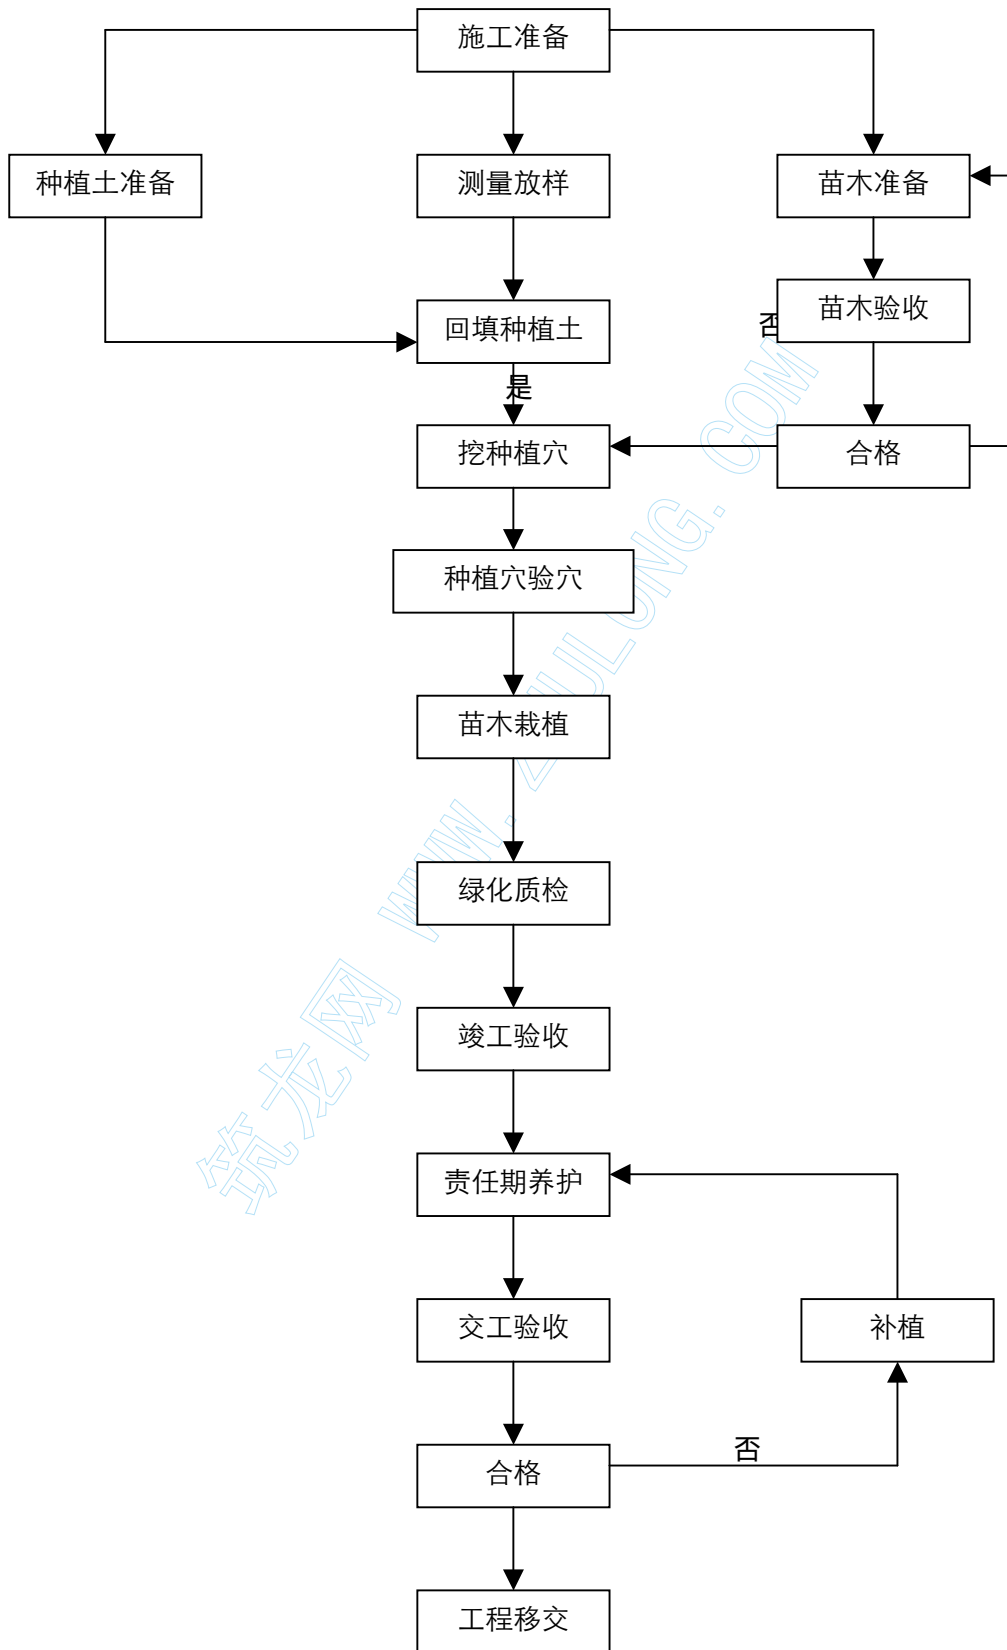 施工准备
种植土准备
测量放样
苗木准备
苗木验收
否
回填种植土
是
挖种植穴
合格
种植穴验穴
苗木栽植
绿化质检
竣工验收
责任期养护
交工验收
补植
否
合格
工程移交
筑龙网 WWW.ZHULONG.COM